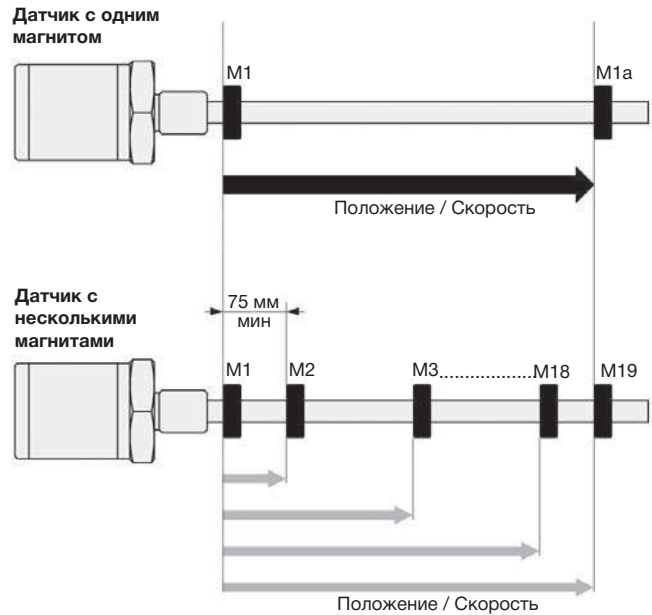 Датчик с одним
магнитом
M1
M1a
Положение / Скорость
Датчик с
несколькими
магнитами
75 мм
мин
M1
M2
M3..................M18
M19
Положение / Скорость